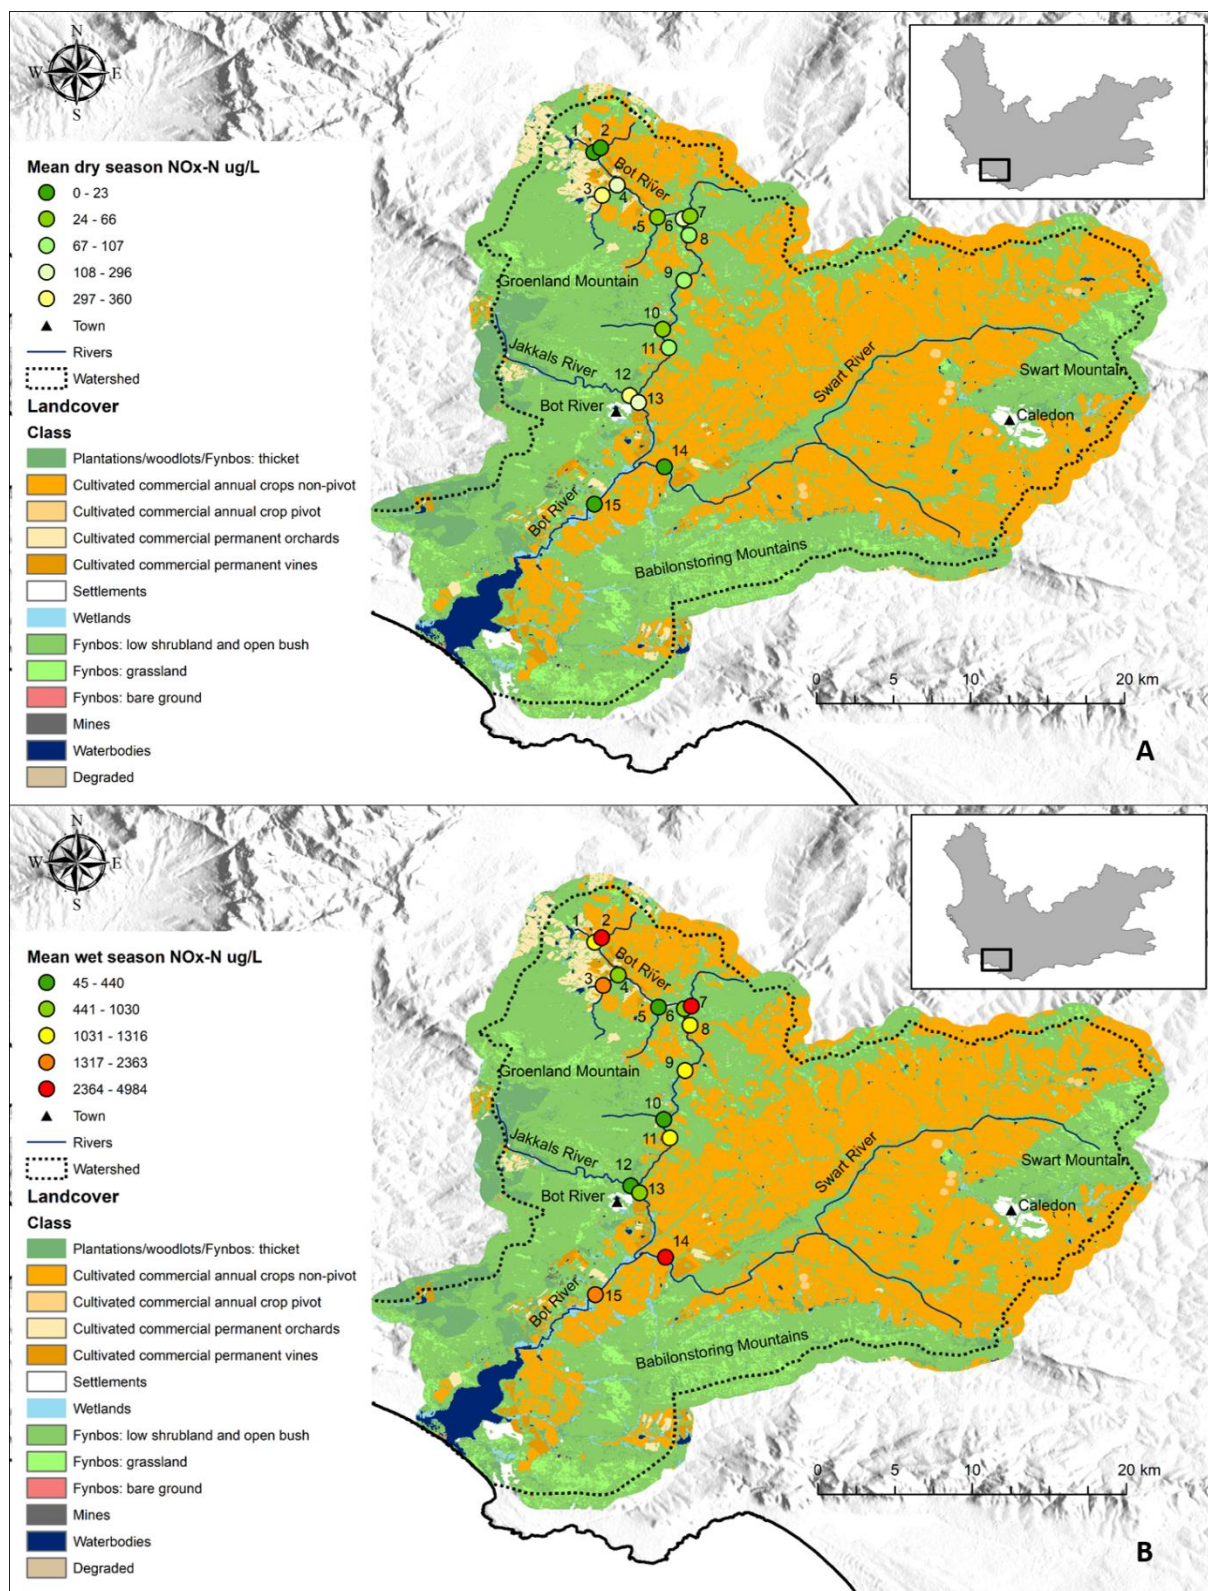 N
W E
S
Mean dry season NOx-N ug/L
0 - 23
24 - 66
67 - 107
108 - 296
297 - 360
Town
Rivers
Watershed
Landcover
Class
Plantations/woodlots/Fynbos: thicket
Cultivated commercial annual crops non-pivot
Cultivated commercial annual crop pivot
Cultivated commercial permanent orchards
Cultivated commercial permanent vines
Settlements
Wetlands
Fynbos: low shrubland and open bush
Fynbos: grassland
Fynbos: bare ground
Mines
Waterbodies
Degraded
1 2
Bot River
3 4
5 6 7
8
Groenland Mountain 9
10
Jakkals River 11
12
Bot River 13
Swart River
Swart Mountain
Caledon
14
Bot River 15
Babilonstoring Mountains
0 5 10 20 km
A
N
W E
S
Mean wet season NOx-N ug/L
45 - 440
441 - 1030
1031 - 1316
1317 - 2363
2364 - 4984
Town
Rivers
Watershed
Landcover
Class
Plantations/woodlots/Fynbos: thicket
Cultivated commercial annual crops non-pivot
Cultivated commercial annual crop pivot
Cultivated commercial permanent orchards
Cultivated commercial permanent vines
Settlements
Wetlands
Fynbos: low shrubland and open bush
Fynbos: grassland
Fynbos: bare ground
Mines
Waterbodies
Degraded
1 2
Bot River
3 4
5 6 7
8
Groenland Mountain 9
10
Jakkals River 11
12
Bot River 13
Swart River
Swart Mountain
Caledon
14
Bot River 15
Babilonstoring Mountains
0 5 10 20 km
B